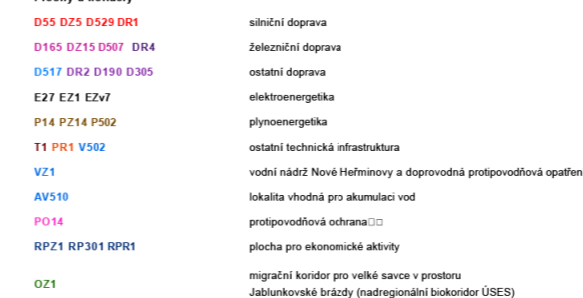 D55 DZ5 D529 DR1 silniční doprava
D165 DZ15 D507 DR4 železniční doprava
D517 DR2 D190 D305 ostatní doprava
E27 EZ1 EZv7 elektroenergetika
P14 PZ14 P502 plynoenergetika
T1 PR1 V502 ostatní technická infrastruktura
VZ1 vodní nádrž Nové Heřminovy a doprovodná protipovodňová opatřen
AV510 lokalita vhodná pro akumulaci vod
PO14 protipovodňová ochrana□□
RPZ1 RP301 RPR1 plocha pro ekonomické aktivity
OZ1 migrační koridor pro velké savce v prostoru
Jablunkovské brázdy (nadregionální biokoridor ÚSES)